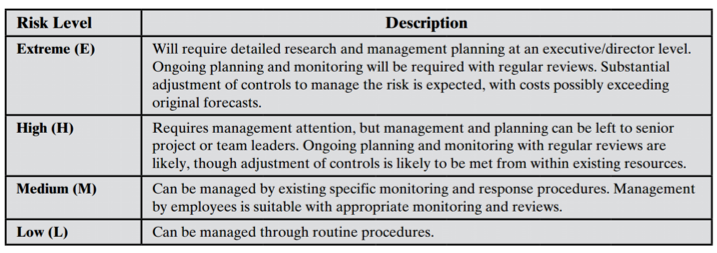 Risk Level Description
Extreme (E) Will require detailed research and management planning at an executive/director level.
Ongoing planning and monitoring will be required with regular reviews. Substantial
adjustment of controls to manage the risk is expected, with costs possibly exceeding
original forecasts.
High (H) Requires management attention, but management and planning can be left to senior
project or team leaders. Ongoing planning and monitoring with regular reviews are
likely, though adjustment of controls is likely to be met from within existing resources.
Medium (M) Can be managed by existing specific monitoring and response procedures. Management
by employees is suitable with appropriate monitoring and reviews.
Low (L) Can be managed through routine procedures.